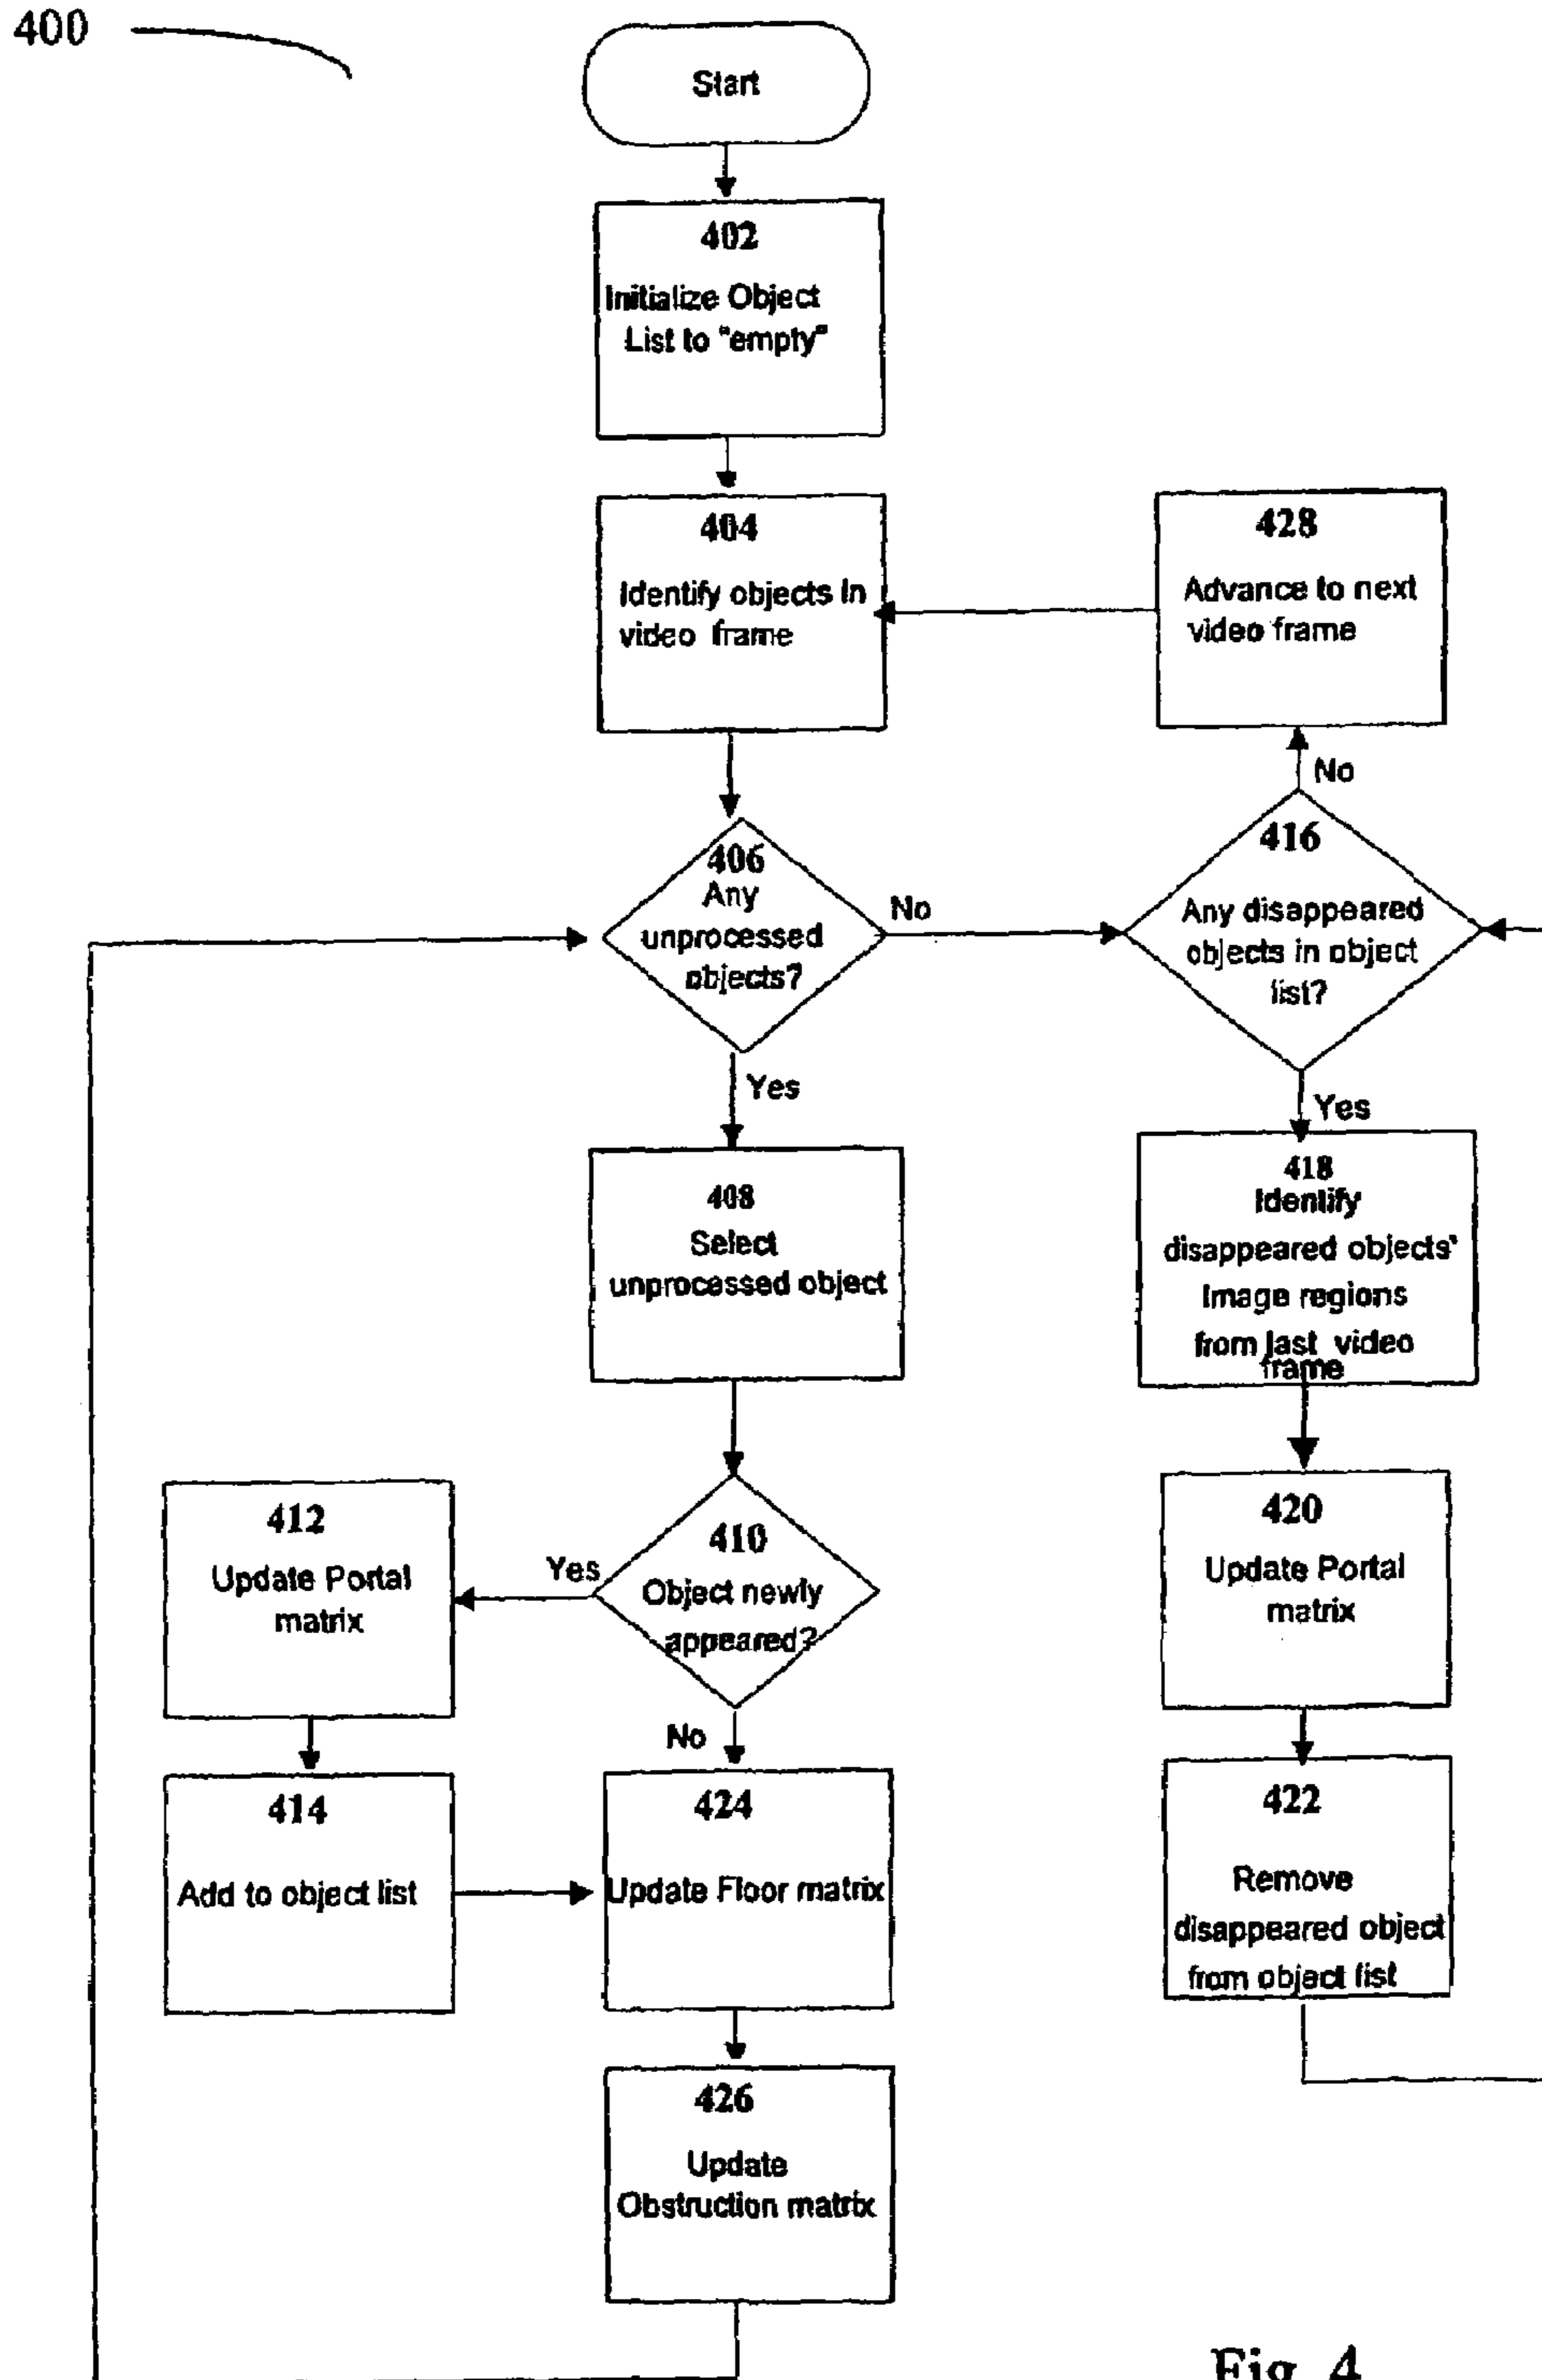 400
Start
402
Initialize Object
List to "empty"
404
Identify objects in
video frame
428
Advance to next
video frame
No
406
Any
unprocessed
objects?
No
416
Any disappeared
objects in object
list?
Yes
Yes
408
Select
unprocessed object
418
Identify
disappeared objects'
Image regions
from last video
frame
412
Update Portal
matrix
Yes
410
Object newly
appeared?
420
Update Portal
matrix
No
414
Add to object list
424
Update Floor matrix
422
Remove
disappeared object
from object list
426
Update
Obstruction matrix
Fig. 4